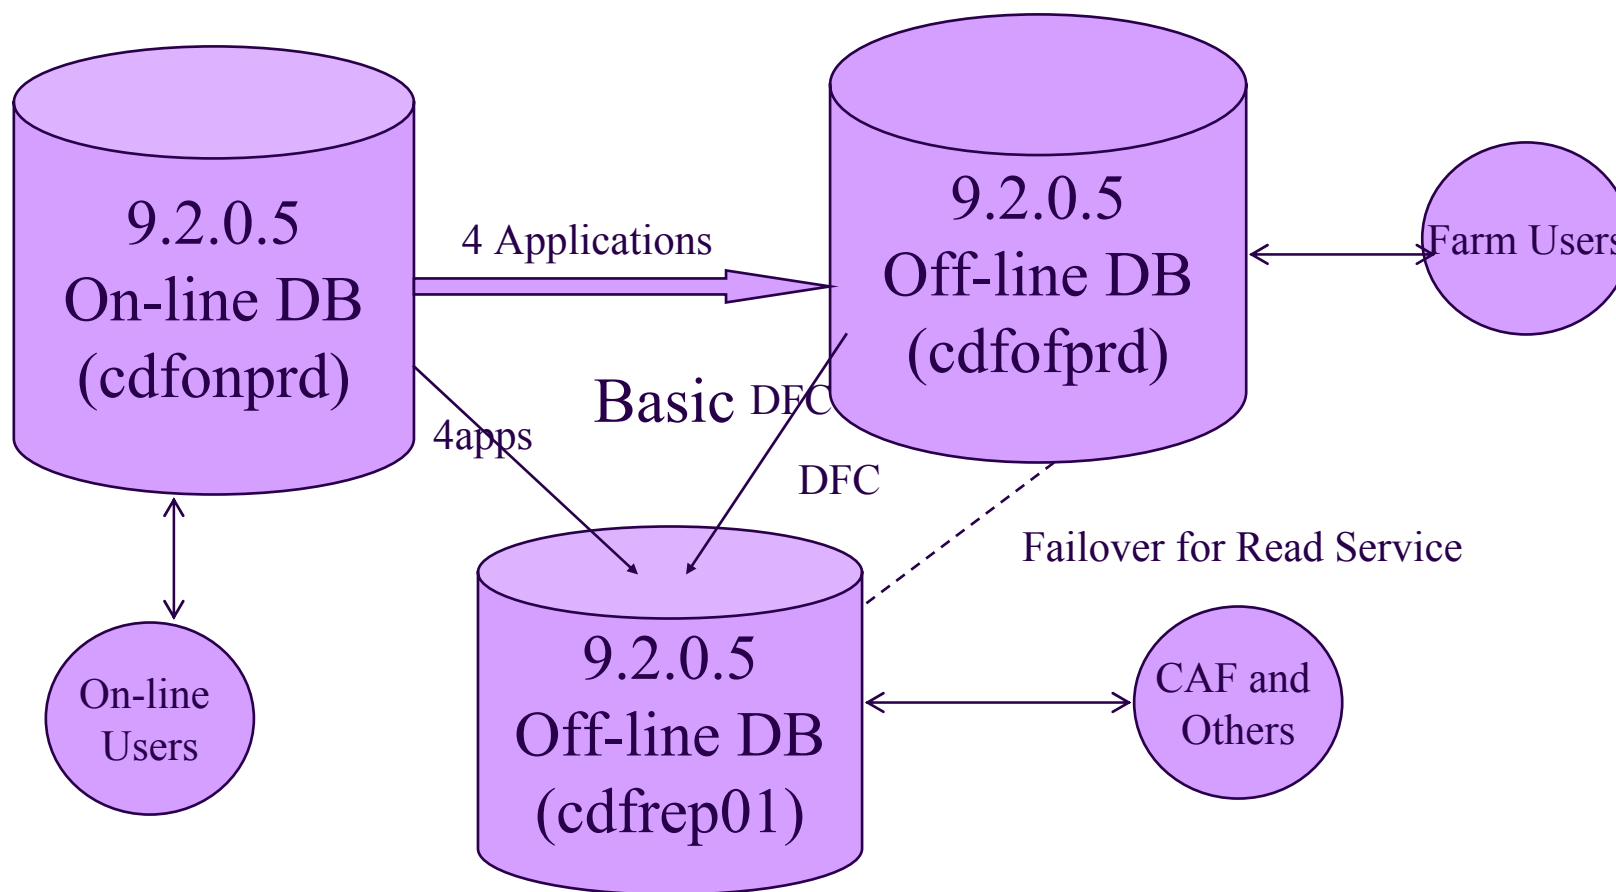 9.2.0.5
On-line DB
(cdfonprd)
4 Applications
9.2.0.5
Off-line DB
(cdfofprd)
Farm Users
Basic
DFC
4apps
DFC
Failover for Read Service
On-line
Users
9.2.0.5
Off-line DB
(cdfrep01)
CAF and
Others